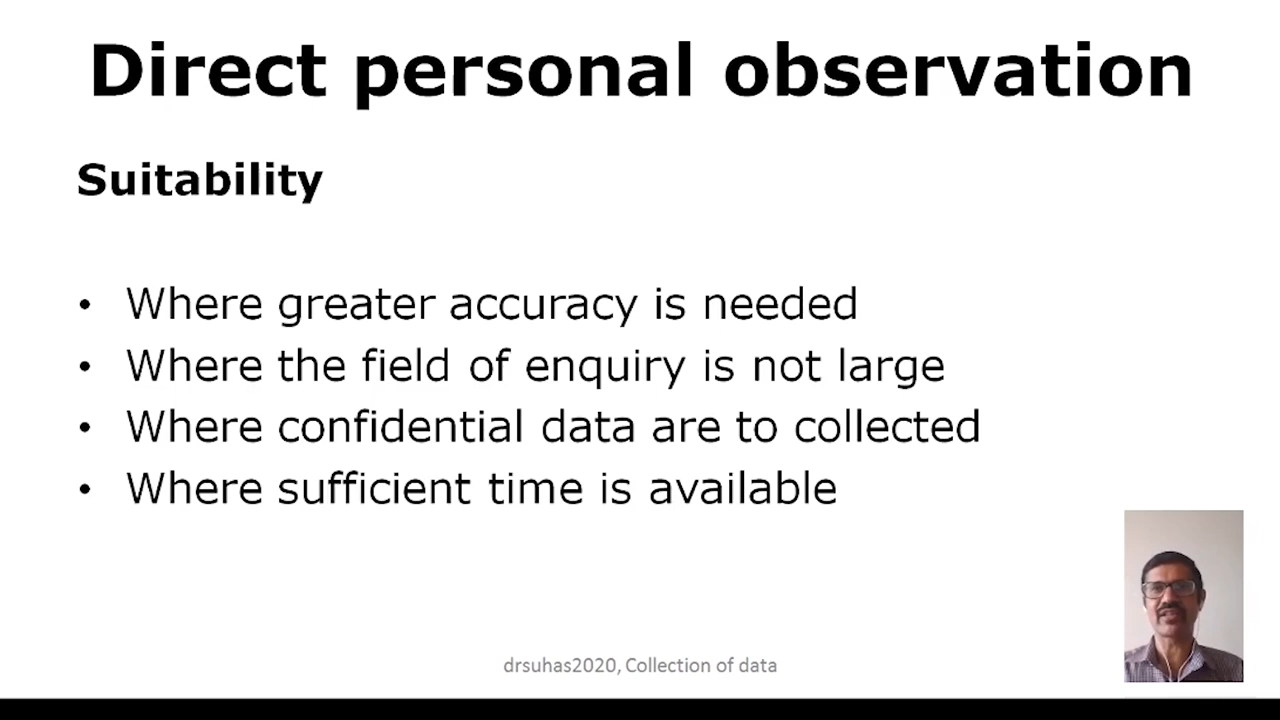 Direct personal observation
Suitability
• Where greater accuracy is needed
• Where the field of enquiry is not large
• Where confidential data are to collected
• Where sufficient time is available
drsuhas2020, Collection of data